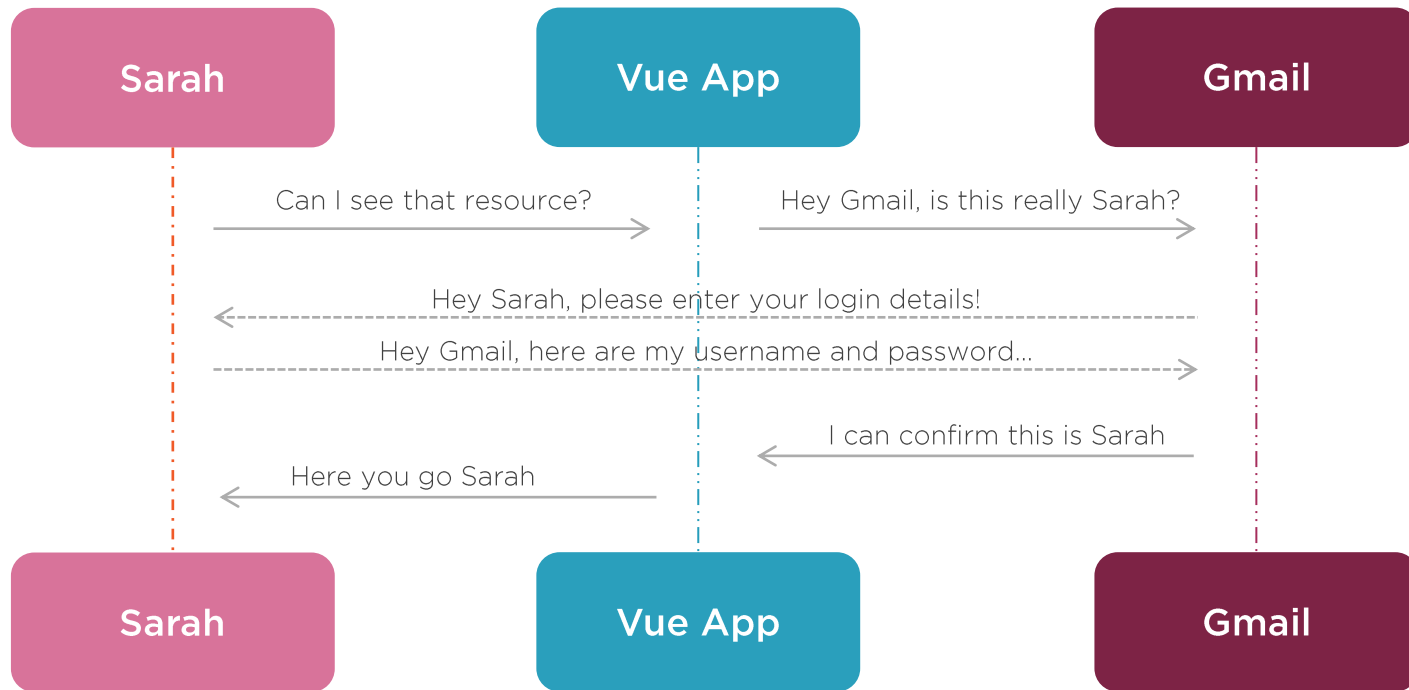 Sarah
Vue App
Gmail
Can I see that resource?
Hey Gmail, is this really Sarah?
Hey Sarah, please enter your login details!
Hey Gmail, here are my username and password...
I can confirm this is Sarah
Here you go Sarah
Sarah
Vue App
Gmail